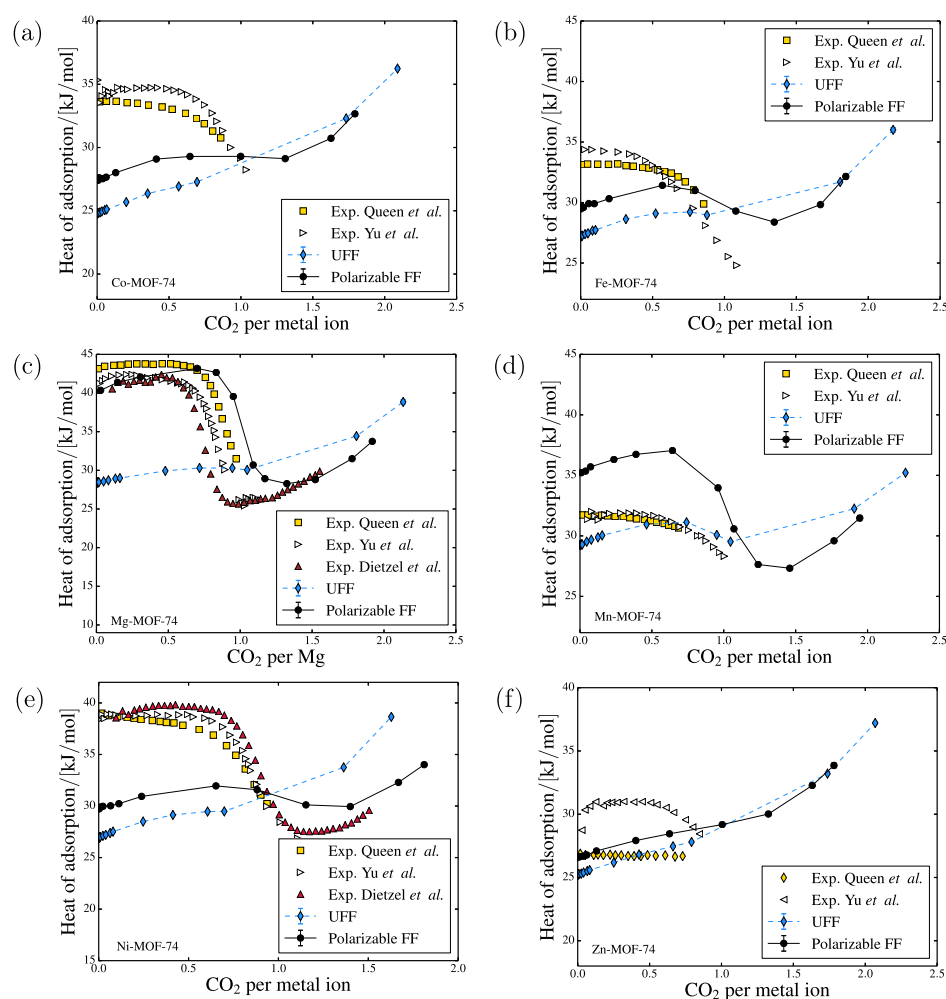 (a)
Heat of adsorption/[kJ/mol]
40
35
30
25
20
0.0 0.5 1.0 1.5 2.0 2.5
CO2 per metal ion
Exp. Queen et al.
Exp. Yu et al.
UFF
Polarizable FF
Co-MOF-74
(b)
Heat of adsorption/[kJ/mol]
45
40
35
30
25
0.0 0.5 1.0 1.5 2.0 2.5
CO2 per metal ion
Exp. Queen et al.
Exp. Yu et al.
UFF
Polarizable FF
Fe-MOF-74
(c)
Heat of adsorption/[kJ/mol]
45
40
35
30
25
20
15
10
0.0 0.5 1.0 1.5 2.0 2.5
CO2 per Mg
Exp. Queen et al.
Exp. Yu et al.
Exp. Dietzel et al.
UFF
Polarizable FF
Mg-MOF-74
(d)
Heat of adsorption/[kJ/mol]
45
40
35
30
25
0.0 0.5 1.0 1.5 2.0 2.5
CO2 per metal ion
Exp. Queen et al.
Exp. Yu et al.
UFF
Polarizable FF
Mn-MOF-74
(e)
Heat of adsorption/[kJ/mol]
40
35
30
25
20
15
0.0 0.5 1.0 1.5 2.0
CO2 per metal ion
Exp. Queen et al.
Exp. Yu et al.
Exp. Dietzel et al.
UFF
Polarizable FF
Ni-MOF-74
(f)
Heat of adsorption/[kJ/mol]
40
35
30
25
20
0.0 0.5 1.0 1.5 2.0 2.5
CO2 per metal ion
Exp. Queen et al.
Exp. Yu et al.
UFF
Polarizable FF
Zn-MOF-74